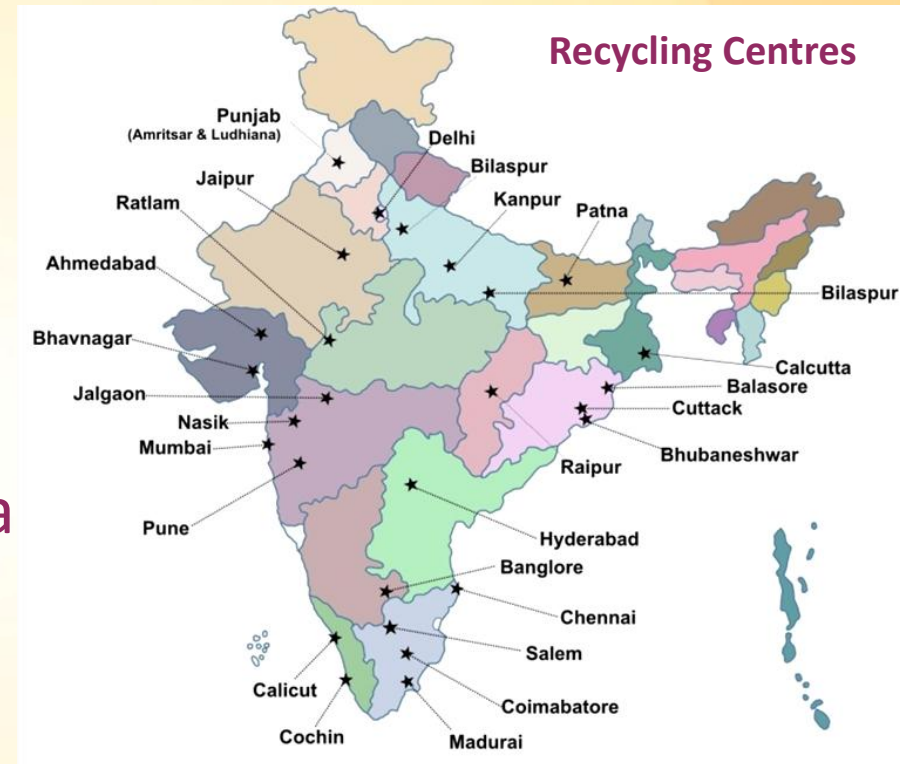 Recycling Centres
Punjab
(Amritsar & Ludhiana)
Delhi
Bilaspur
Jaipur
Kanpur
Ratlam
Patna
Ahmedabad
Bilaspur
Bhavnagar
Calcutta
Balasore
Jalgaon
Cuttack
Nasik
Mumbai
Bhubaneshwar
Raipur
a
Pune
Hyderabad
Banglore
Chennai
Salem
Calicut
Coimabatore
Cochin
Madurai